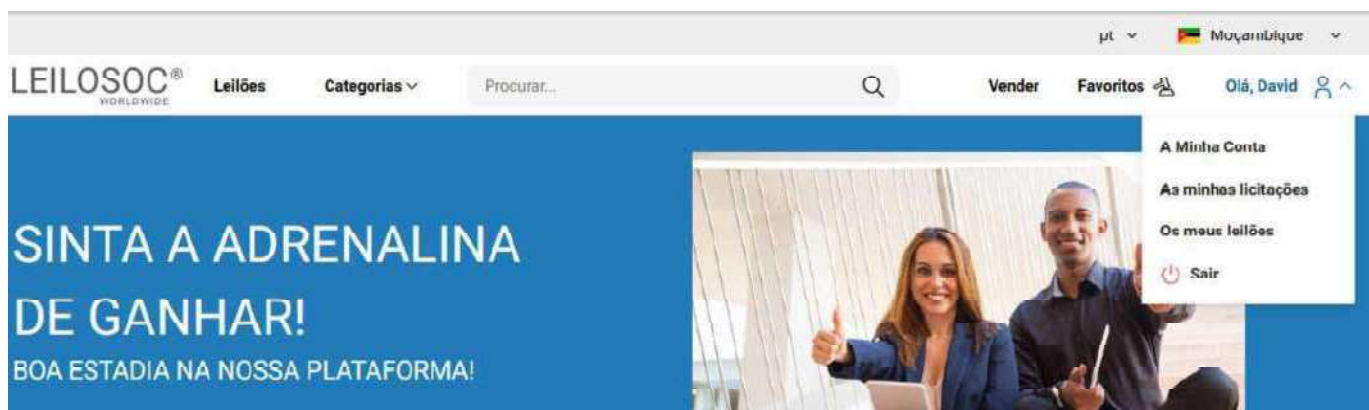 pt Moçambique
LEILOSOC® Leilões Categorias Procurar... Vender Favoritos Olá, David
WORLDWIDE
A Minha Conta
As minhas licitações
Os meus leilões
Sair
SINTA A ADRENALINA
DE GANHAR!
BOA ESTADIA NA NOSSA PLATAFORMA!